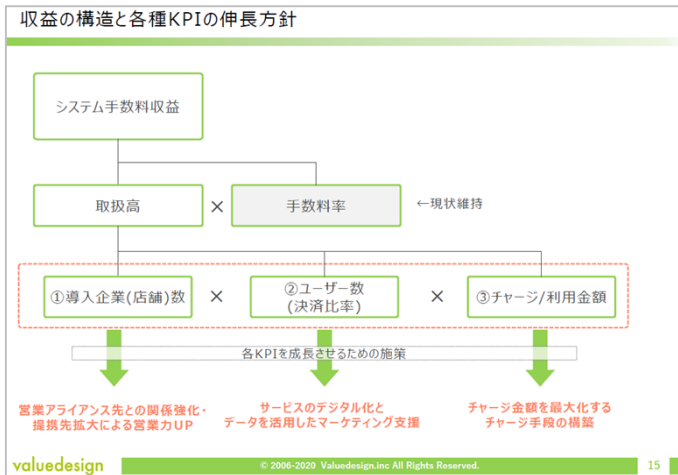 収益の構造と各種KPIの伸長方針
システム手数料収益
取扱高
×
手数料率
←現状維持
①導入企業(店舗)数
×
②ユーザー数
(決済比率)
×
③チャージ/利用金額
各KPIを成長させるための施策
営業アライアンス先との関係強化・
提携先拡大による営業力UP
サービスのデジタル化と
データを活用したマーケティング支援
チャージ金額を最大化する
チャージ手段の構築
valuedesign
© 2006-2020 Valuedesign.inc All Rights Reserved.
15